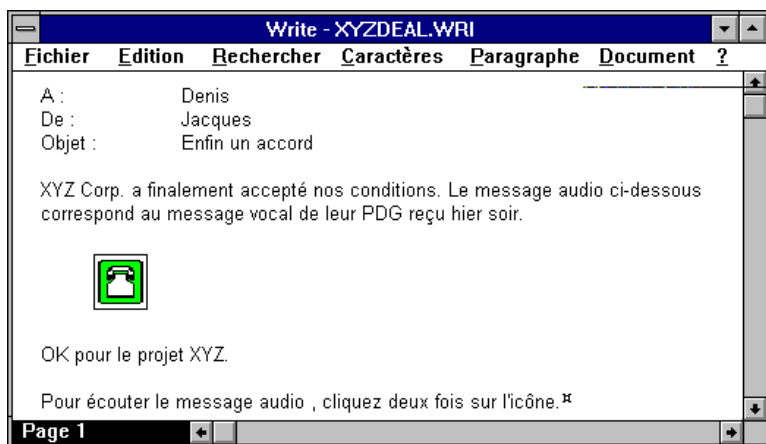 Write - XYZDEAL.WRI
Fichier Edition Rechercher Caractères Paragraphe Document ?
A : Denis
De : Jacques
Objet : Enfin un accord
XYZ Corp. a finalement accepté nos conditions. Le message audio ci-dessous
correspond au message vocal de leur PDG reçu hier soir.
OK pour le projet XYZ.
Pour écouter le message audio , cliquez deux fois sur l'icône.¤
Page 1